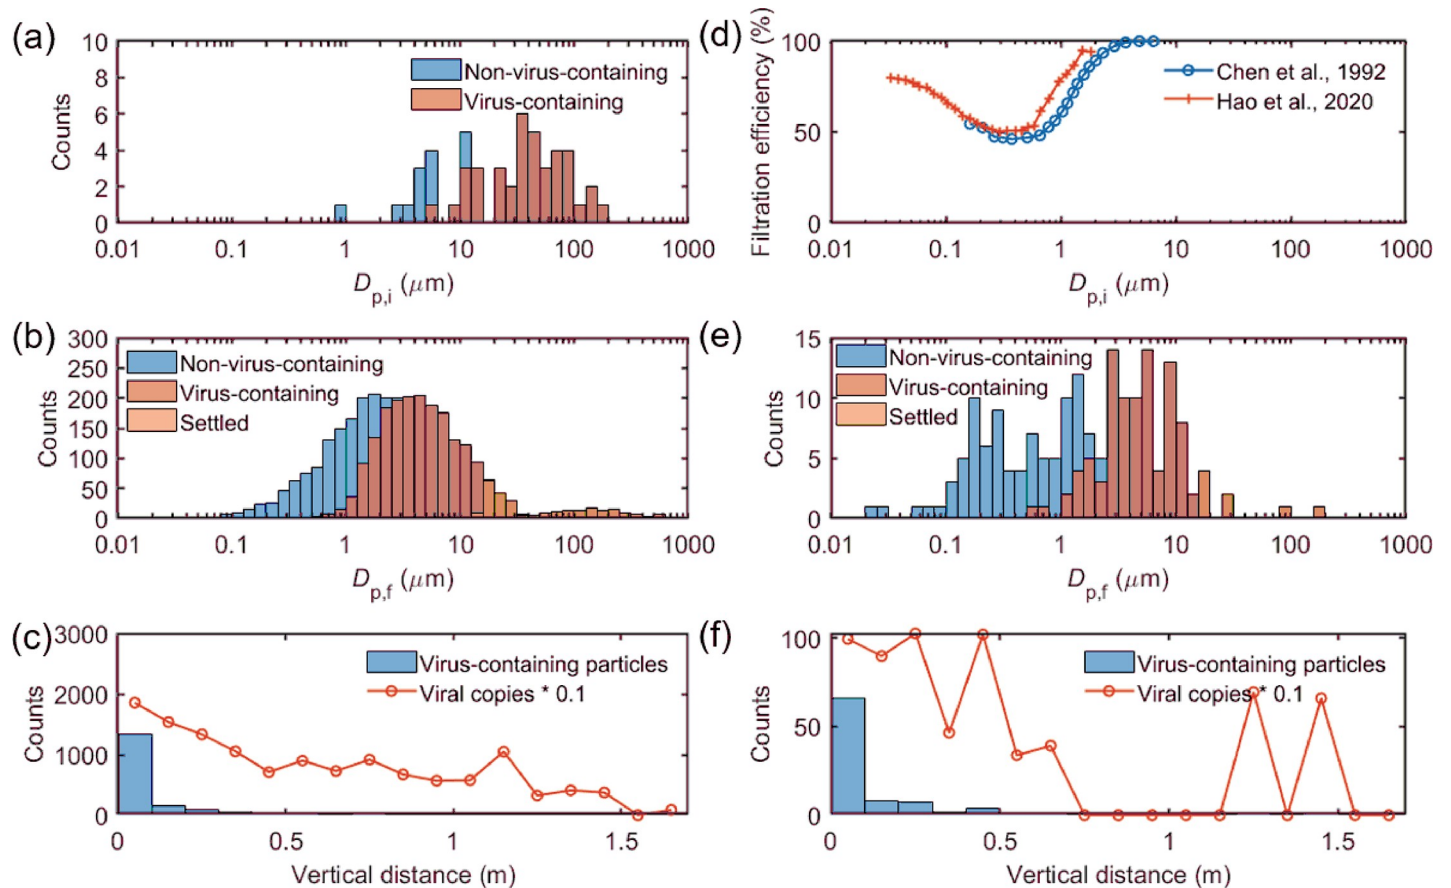 (a)
10
8
6
4
2
0
Counts
Non-virus-containing
Virus-containing
0.01 0.1 1 10 100 1000
D p,i (μm)
(d)
100
50
0
Filtration efficiency (%)
Chen et al., 1992
Hao et al., 2020
0.01 0.1 1 10 100 1000
D p,i (μm)
(b)
300
250
200
150
100
50
0
Counts
Non-virus-containing
Virus-containing
Settled
0.01 0.1 1 10 100 1000
D p,f (μm)
(e)
15
10
5
0
Counts
Non-virus-containing
Virus-containing
Settled
0.01 0.1 1 10 100 1000
D p,f (μm)
(c)
3000
2000
1000
0
Counts
Virus-containing particles
Viral copies * 0.1
0 0.5 1 1.5
Vertical distance (m)
(f)
100
50
0
Counts
Virus-containing particles
Viral copies * 0.1
0 0.5 1 1.5
Vertical distance (m)